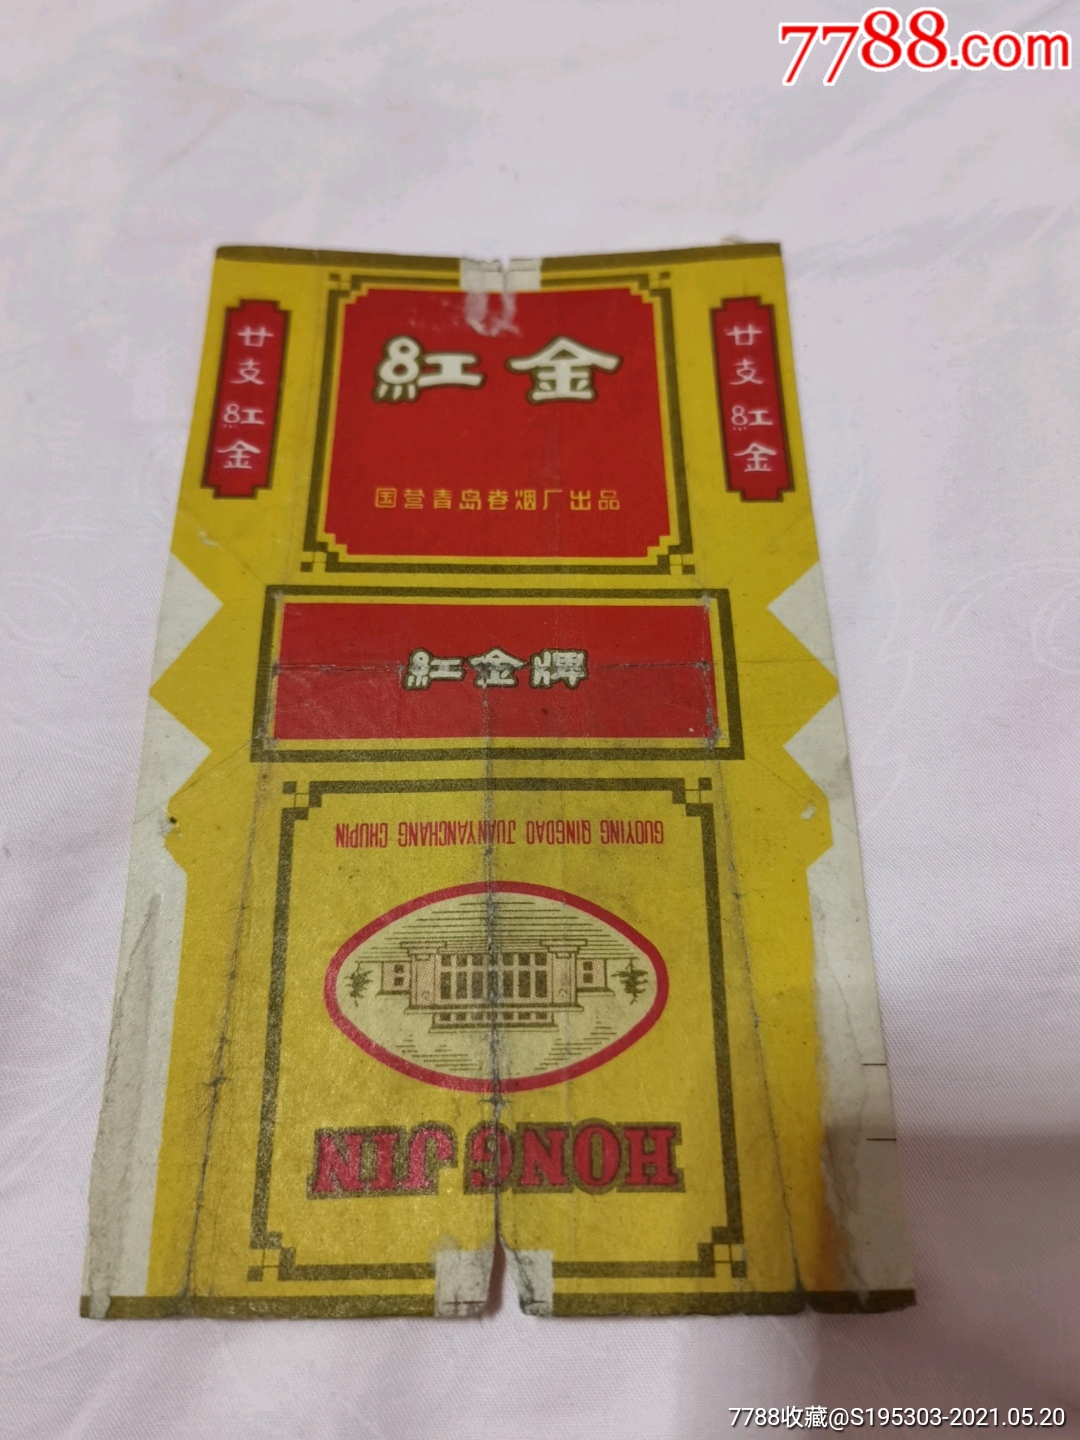 7788.com
紅金
国营青岛卷烟厂出品
廿支紅金
廿支紅金
紅金牌
GUOYING QINGDAO JUANYANCHANG CHUPIN
HONG JIN
7788收藏@S195303-2021.05.20